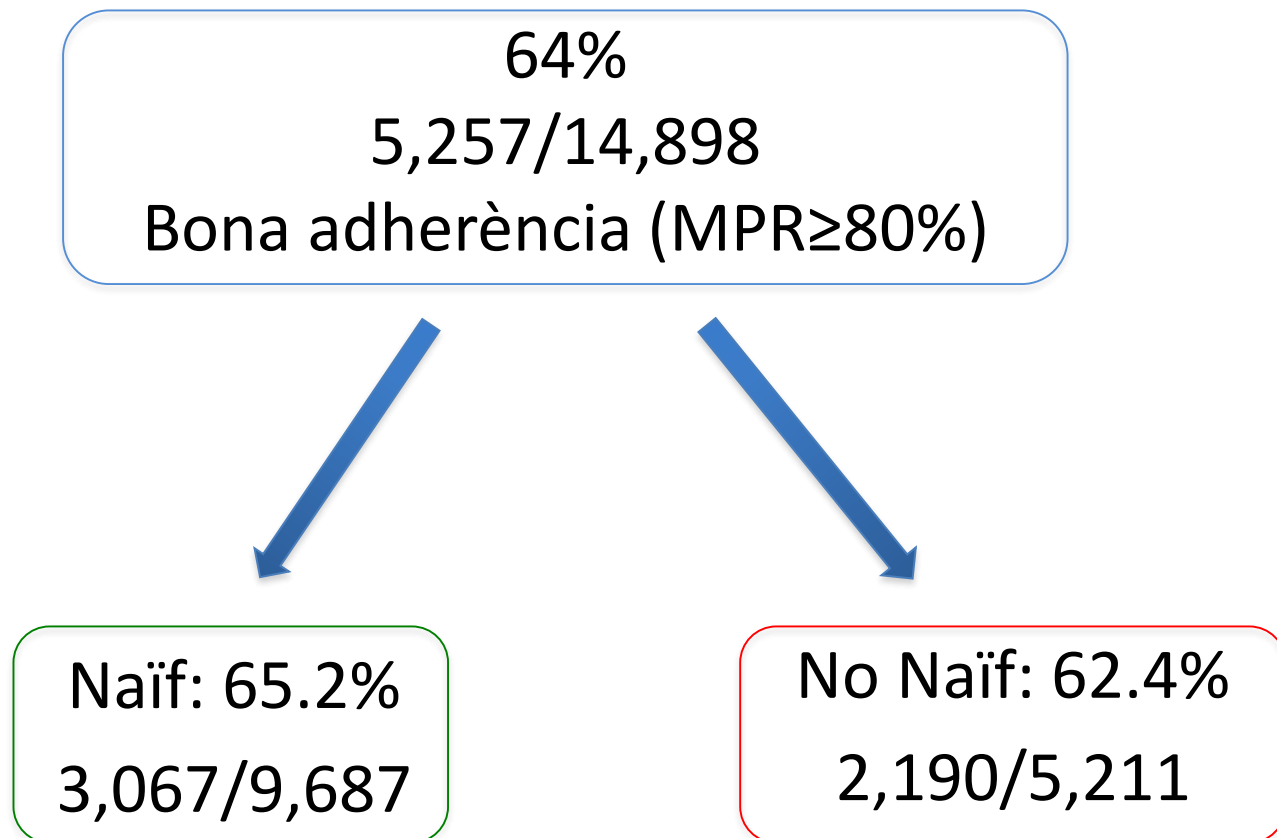 64%
5,257/14,898
Bona adherència (MPR≥80%)
Naïf: 65.2%
3,067/9,687
No Naïf: 62.4%
2,190/5,211